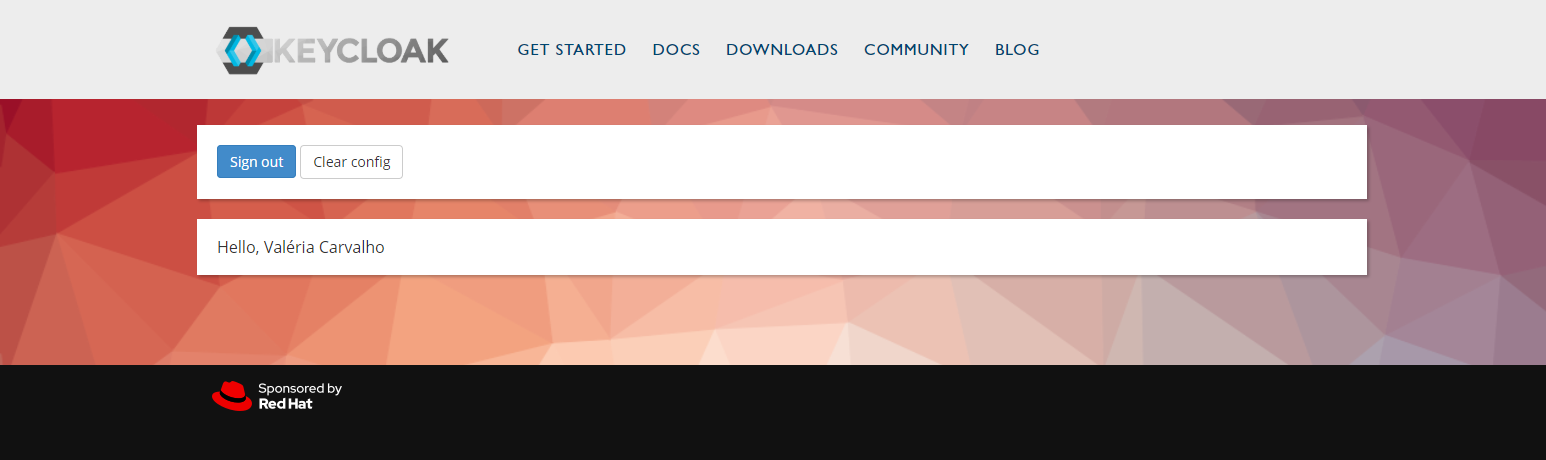 KEYCLOAK GET STARTED DOCS DOWNLOADS COMMUNITY BLOG
Sign out Clear config
Hello, Valéria Carvalho
Sponsored by
Red Hat